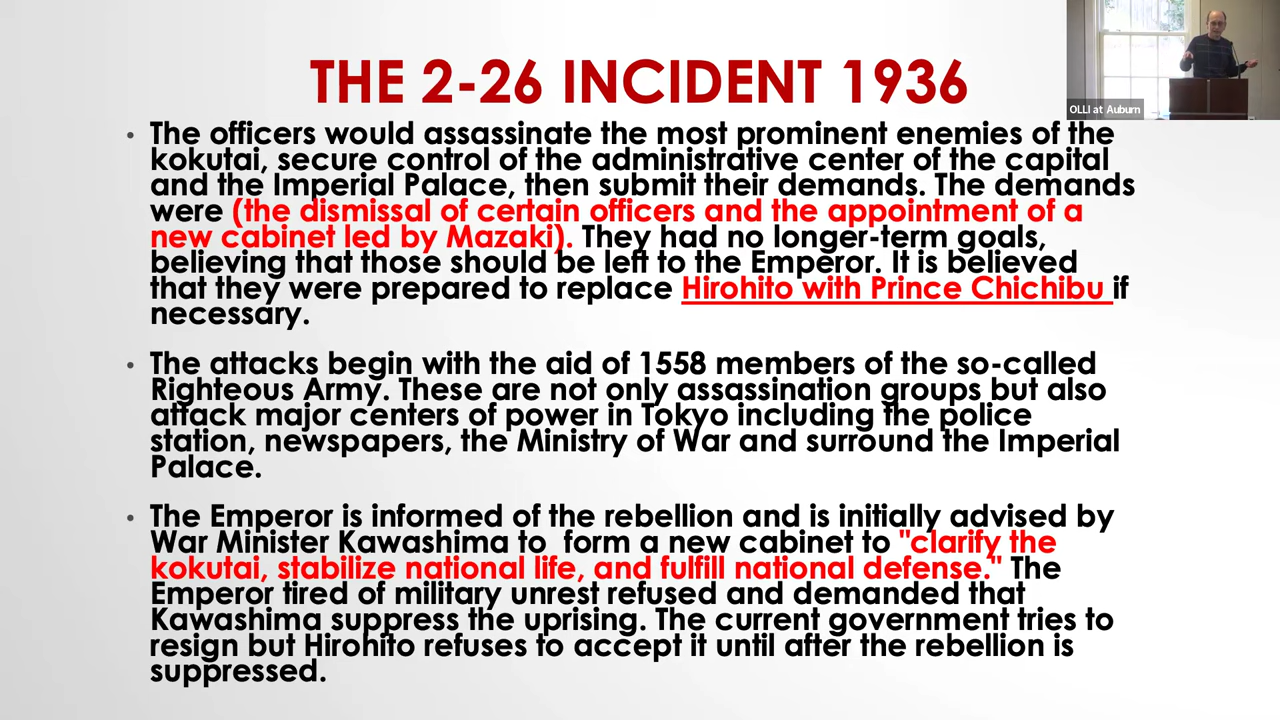 THE 2-26 INCIDENT 1936
OLLI at Auburn
• The officers would assassinate the most prominent enemies of the
kokutai, secure control of the administrative center of the capital
and the Imperial Palace, then submit their demands. The demands
were (the dismissal of certain officers and the appointment of a
new cabinet led by Mazaki). They had no longer-term goals,
believing that those should be left to the Emperor. It is believed
that they were prepared to replace Hirohito with Prince Chichibu if
necessary.
• The attacks begin with the aid of 1558 members of the so-called
Righteous Army. These are not only assassination groups but also
attack major centers of power in Tokyo including the police
station, newspapers, the Ministry of War and surround the Imperial
Palace.
• The Emperor is informed of the rebellion and is initially advised by
War Minister Kawashima to  form a new cabinet to "clarify the
kokutai, stabilize national life, and fulfill national defense." The
Emperor tired of military unrest refused and demanded that
Kawashima suppress the uprising. The current government tries to
resign but Hirohito refuses to accept it until after the rebellion is
suppressed.